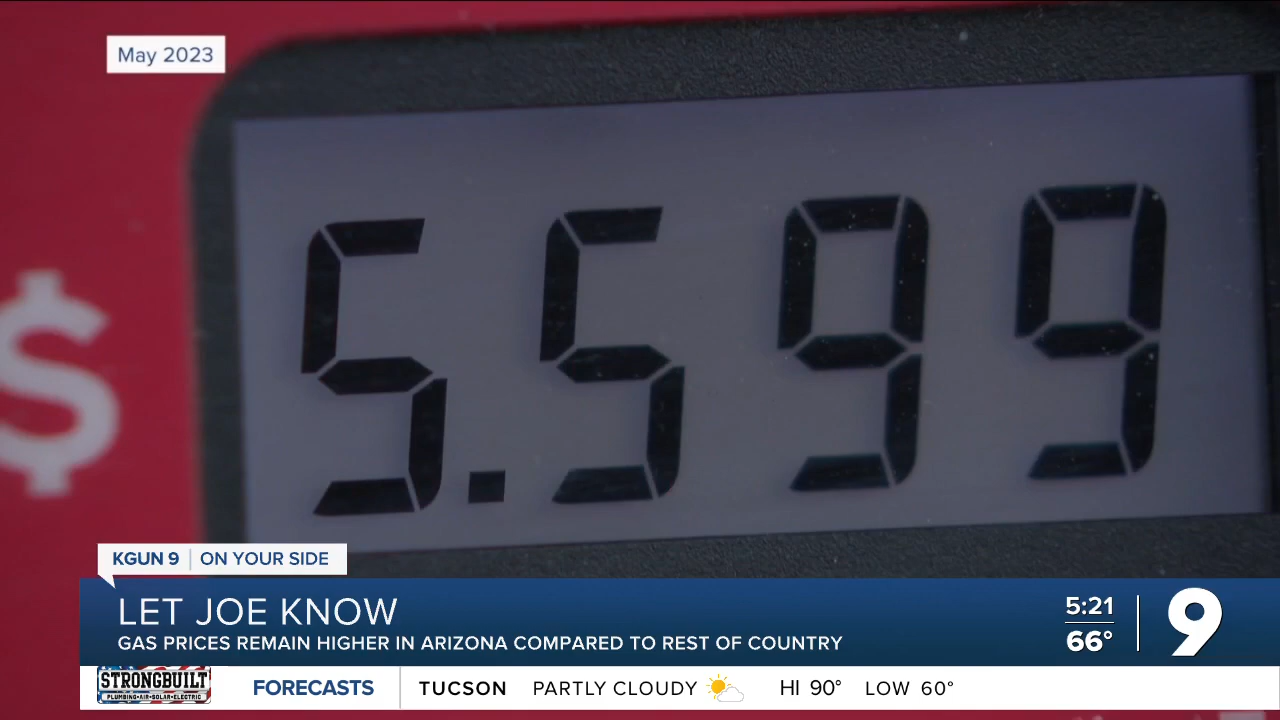 May 2023
$
5.599
KGUN 9 | ON YOUR SIDE
LET JOE KNOW
GAS PRICES REMAIN HIGHER IN ARIZONA COMPARED TO REST OF COUNTRY
5:21
66°
9
STRONGBUILT
PLUMBING•AIR•SOLAR•ELECTRIC
FORECASTS
TUCSON PARTLY CLOUDY HI 90° LOW 60°